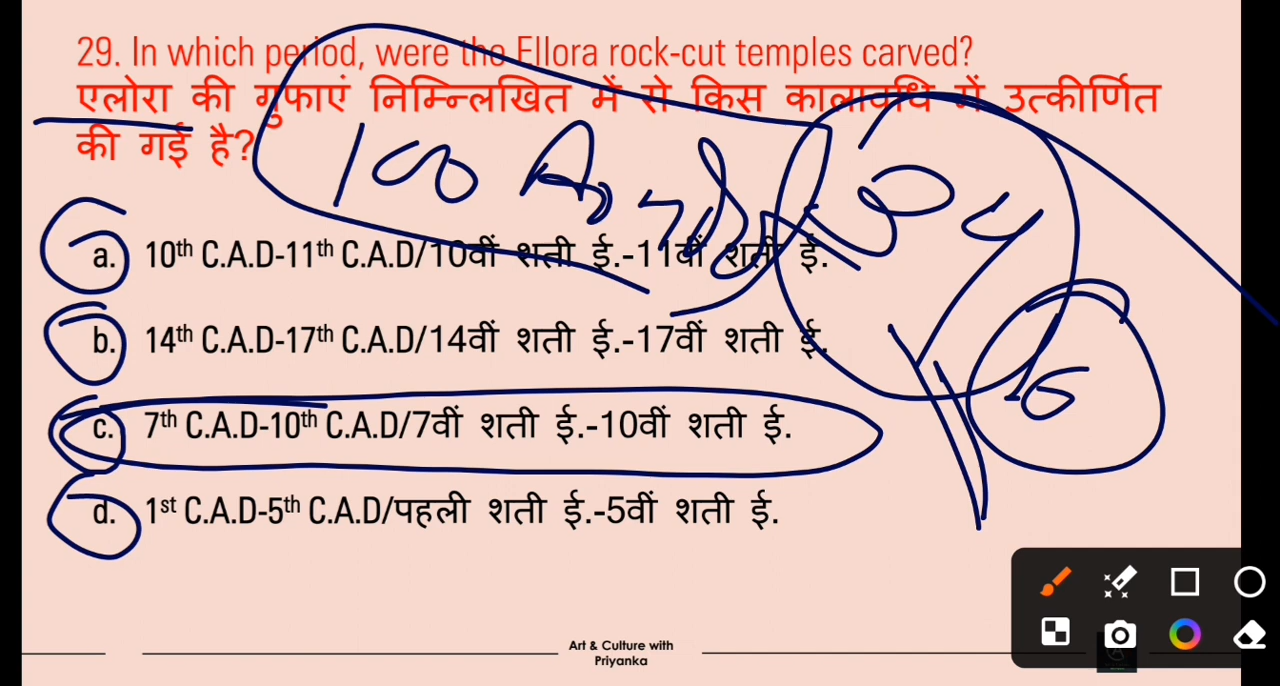 29. In which period, were the Ellora rock-cut temples carved?
एलोरा की गुफाएं निम्न्लिखित में से किस कालावधि में उत्कीर्णित
की गई है?
a. 10th C.A.D-11th C.A.D/10वीं शती ई.-11वीं शती ई.
b. 14th C.A.D-17th C.A.D/14वीं शती ई.-17वीं शती ई.
c. 7th C.A.D-10th C.A.D/7वीं शती ई.-10वीं शती ई.
d. 1st C.A.D-5th C.A.D/पहली शती ई.-5वीं शती ई.
100
Art & Culture with
Priyanka